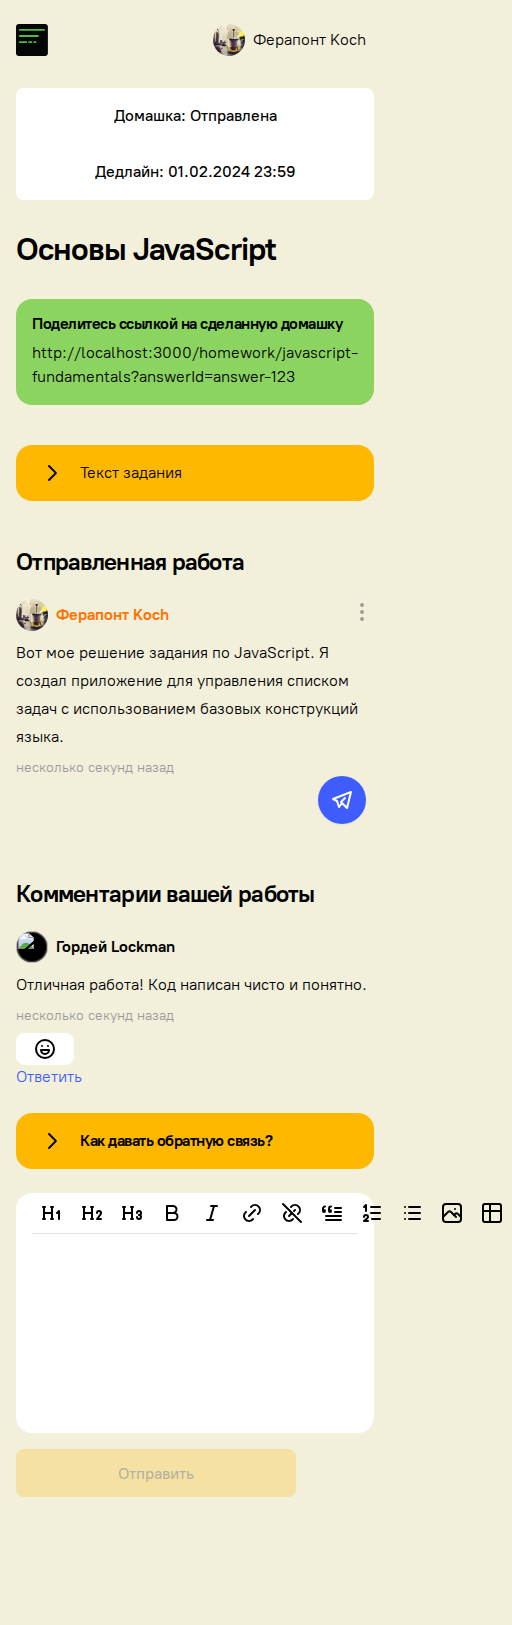 Ферапонт Koch
Домашка: Отправлена
Дедлайн: 01.02.2024 23:59
Основы JavaScript
Поделитесь ссылкой на сделанную домашку
http://localhost:3000/homework/javascript-
fundamentals?answerId=answer-123
Текст задания
Отправленная работа
Ферапонт Koch
Вот мое решение задания по JavaScript. Я
создал приложение для управления списком
задач с использованием базовых конструкций
языка.
несколько секунд назад
Комментарии вашей работы
Гордей Lockman
Отличная работа! Код написан чисто и понятно.
несколько секунд назад
Ответить
Как давать обратную связь?
H1 H2 H3 B I
Отправить